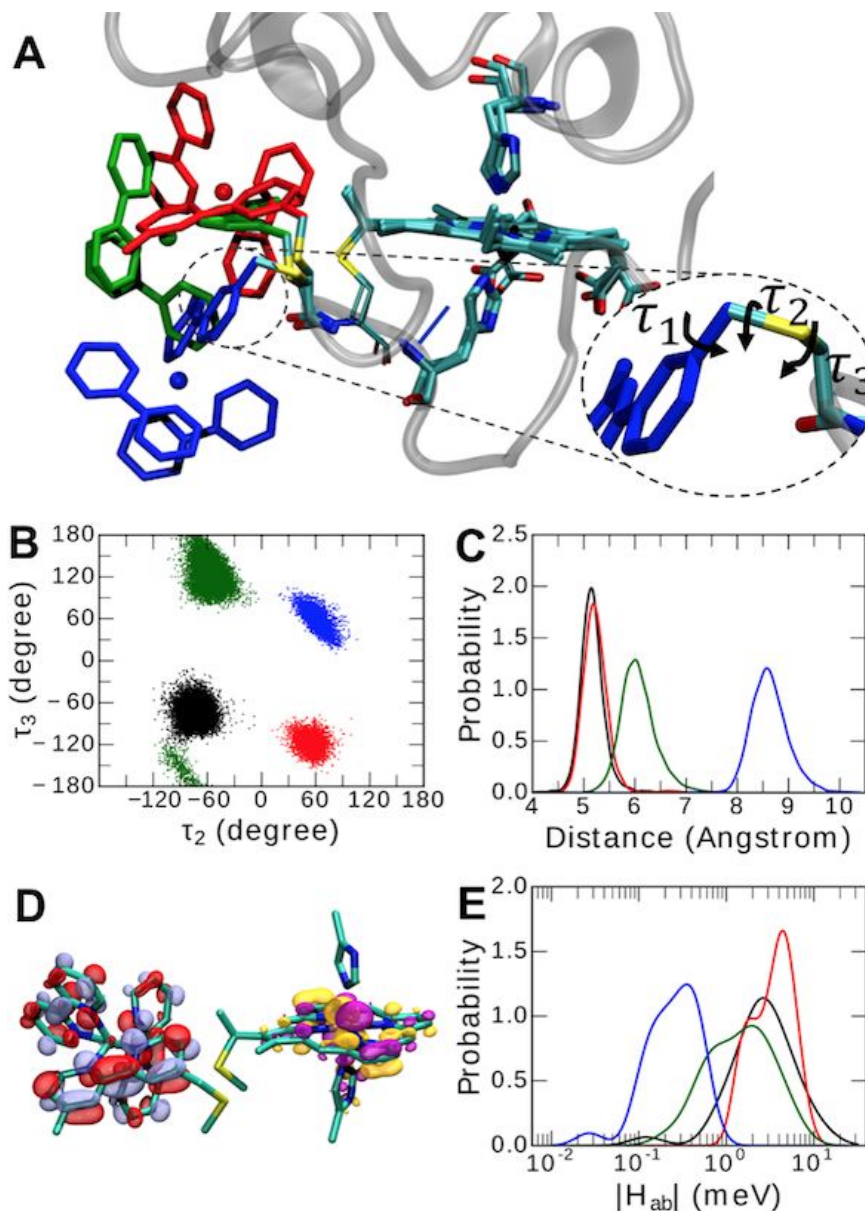 A
τ1
τ2
τ3
B
180
120
60
0
−60
−120
−180
τ3 (degree)
−120 −60 0 60 120 180
τ2 (degree)
C
2.5
2.0
1.5
1.0
0.5
0.0
Probability
4 5 6 7 8 9 10
Distance (Angstrom)
D
E
2.0
1.5
1.0
0.5
0.0
Probability
10⁻² 10⁻¹ 10⁰ 10¹
|Hab| (meV)